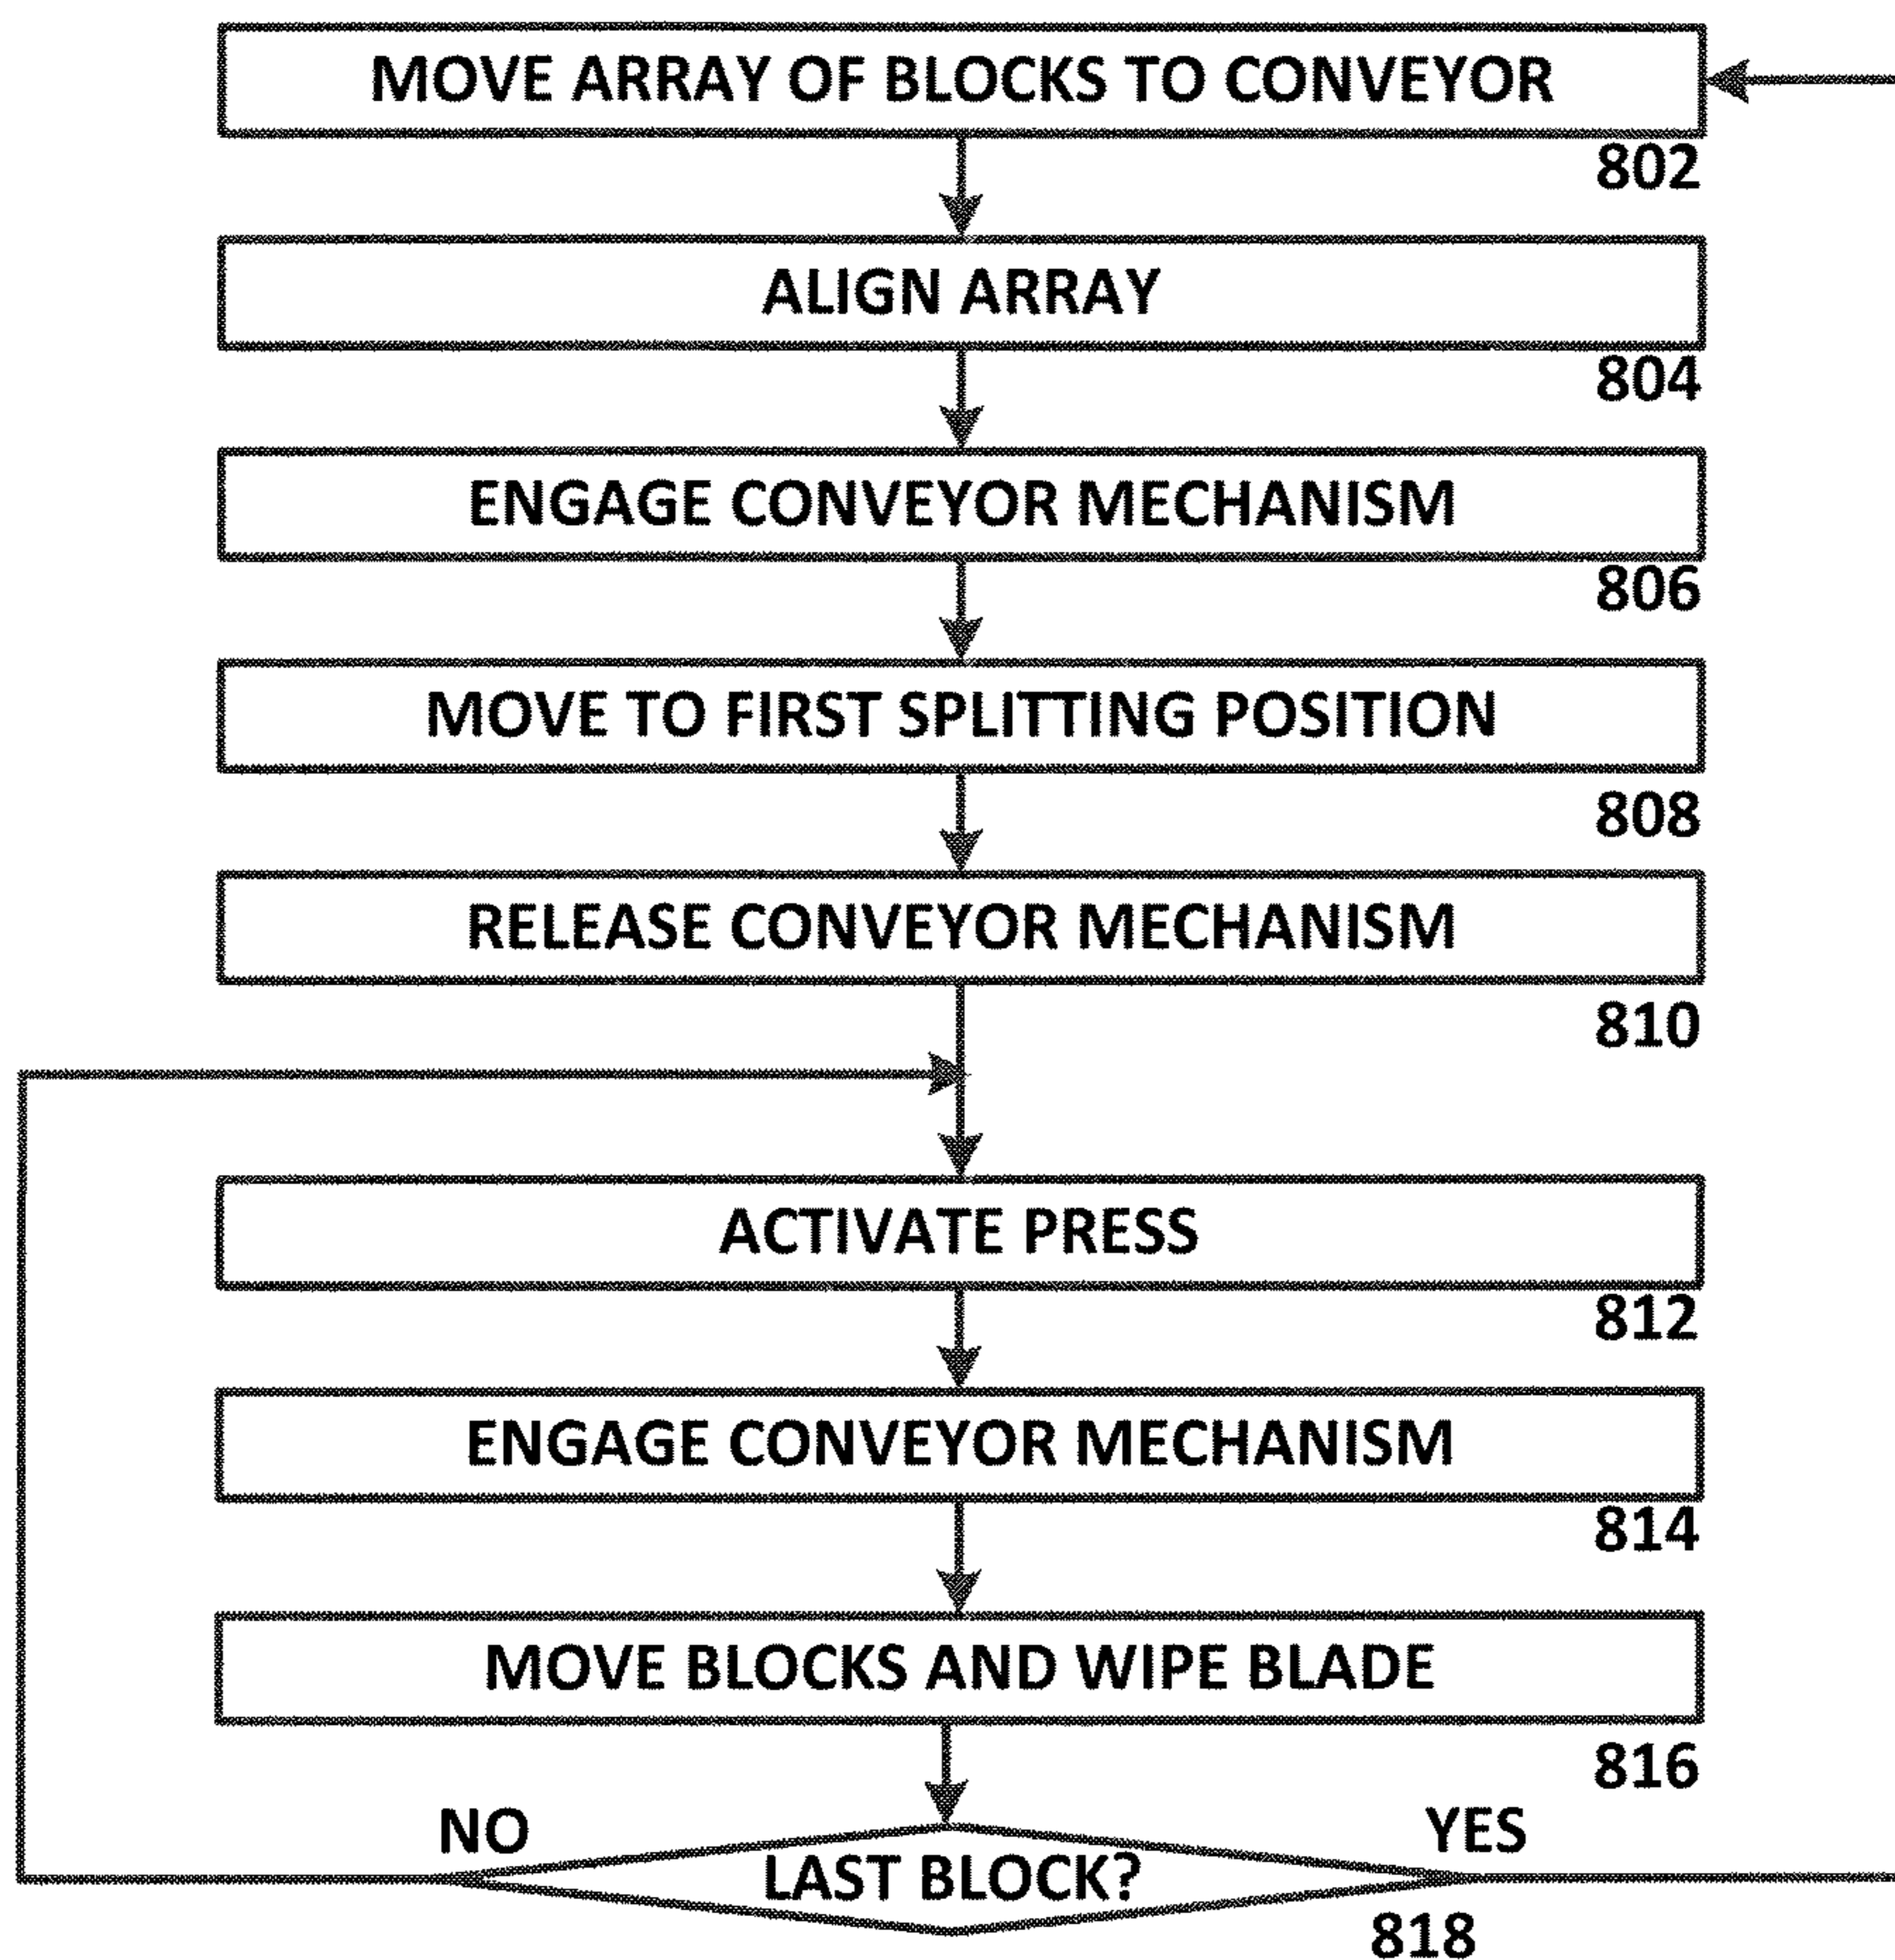 MOVE ARRAY OF BLOCKS TO CONVEYOR
802
ALIGN ARRAY
804
ENGAGE CONVEYOR MECHANISM
806
MOVE TO FIRST SPLITTING POSITION
808
RELEASE CONVEYOR MECHANISM
810
ACTIVATE PRESS
812
ENGAGE CONVEYOR MECHANISM
814
MOVE BLOCKS AND WIPE BLADE
816
NO
YES
LAST BLOCK?
818